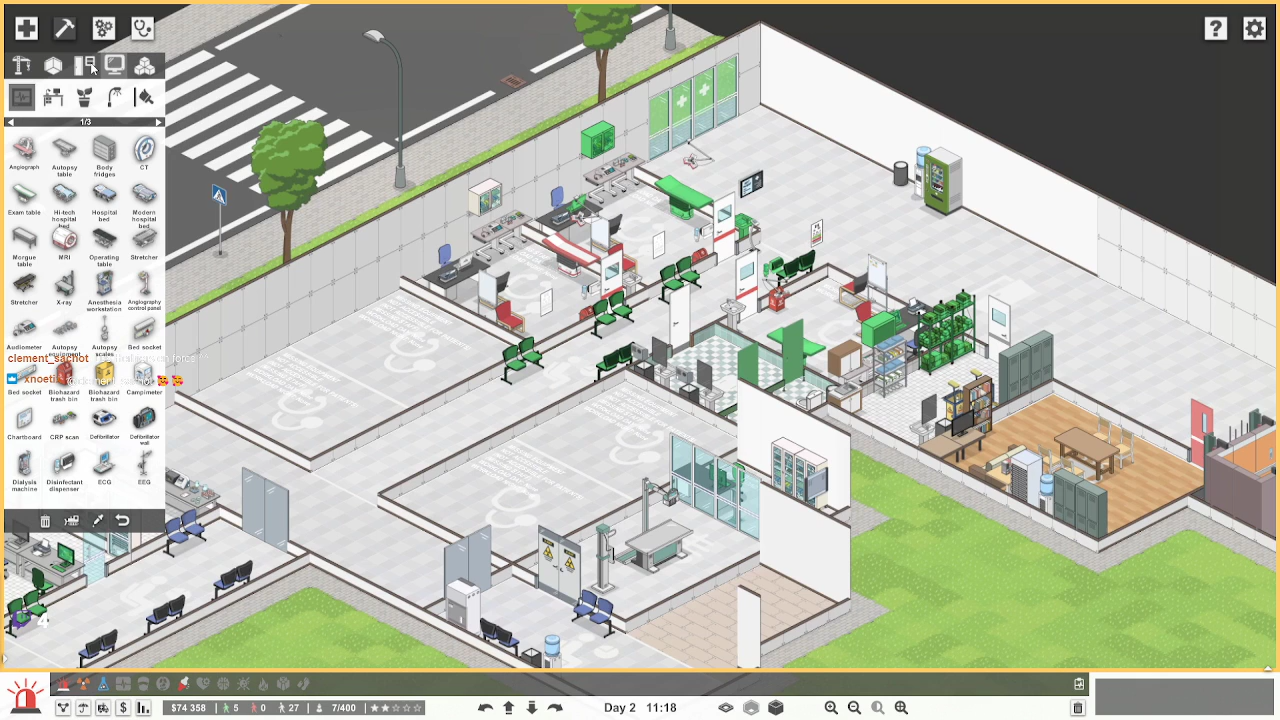 1/3
Angiograph
Autopsy table
Body fridges
CT
Exam table
Hi-tech hospital bed
Hospital bed
Modern hospital bed
Morgue table
MRI
Operating table
Stretcher
Stretcher
X-ray
Anesthesia workstation
Angiography control panel
Audiometer
Autopsy equipment
Autopsy scales
Bed socket
clement_sachot
force ^^
xnoeti
Bed socket
Biohazard trash bin
Biohazard trash bin
Campimeter
Chartboard
CRP scan
Defibrillator
Defibrillator wall
Dialysis machine
Disinfectant dispenser
ECG
EEG
4
?
$
$74 358
5
0
27
7/400
Day 2 11:18